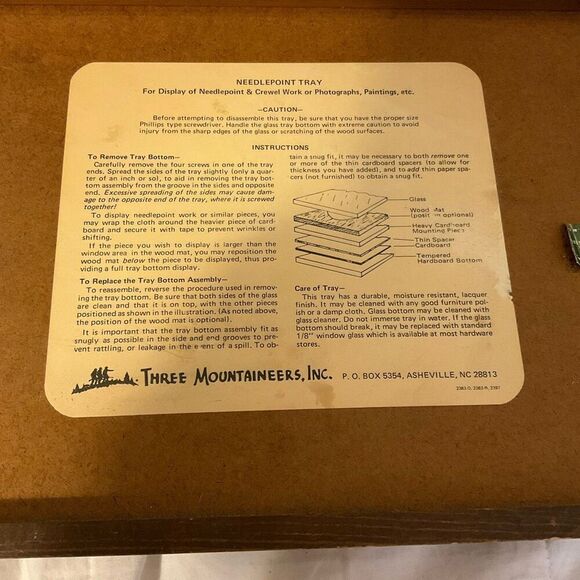 NEEDLEPOINT TRAY
For Display of Needlepoint & Crewel Work or Photographs, Paintings, etc.
—CAUTION—
Before attempting to disassemble this tray, be sure that you have the proper size
Phillips type screwdriver. Handle the glass tray bottom with extreme caution to avoid
injury from the sharp edges of the glass or scratching of the wood surfaces.
INSTRUCTIONS
To Remove Tray Bottom—
Carefully remove the four screws in one of the tray
ends. Spread the sides of the tray slightly (only a quar-
ter of an inch or so), to aid in removing the tray bot-
tom assembly from the groove in the sides and opposite
end. Excessive spreading of the sides may cause dam-
age to the opposite end of the tray, where it is screwed
together!
To display needlepoint work or similar pieces, you
may wrap the cloth around the heavier piece of card-
board and secure it with tape to prevent wrinkles or
shifting.
If the piece you wish to display is larger than the
window area in the wood mat, you may reposition the
wood mat below the piece to be displayed, thus pro-
viding a full tray bottom display.
To Replace the Tray Bottom Assembly—
To reassemble, reverse the procedure used in remov-
ing the tray bottom. Be sure that both sides of the glass
are clean and that it is on top, with the other pieces
positioned as shown in the illustration. (As noted above,
the position of the wood mat is optional).
It is important that the tray bottom assembly fit as
snugly as possible in the side and end grooves to pre-
vent rattling, or leakage in the event of a spill. To ob-
tain a snug fit, it may be necessary to both remove one
or more of the thin cardboard spacers (to allow for
thickness you have added), and to add thin paper spa-
cers (not furnished) to obtain a snug fit.
Glass
Wood Mat
(position optional)
Heavy Cardboard
Mounting Piece
Thin Spacer
Cardboard
Tempered
Hardboard Bottom
Care of Tray—
This tray has a durable, moisture resistant, lacquer
finish. It may be cleaned with any good furniture pol-
ish or a damp cloth. Glass bottom may be cleaned with
glass cleaner. Do not immerse tray in water. If the glass
bottom should break, it may be replaced with standard
1/8" window glass which is available at most hardware
stores.
THREE MOUNTAINEERS, INC. P. O. BOX 5354, ASHEVILLE, NC 28813